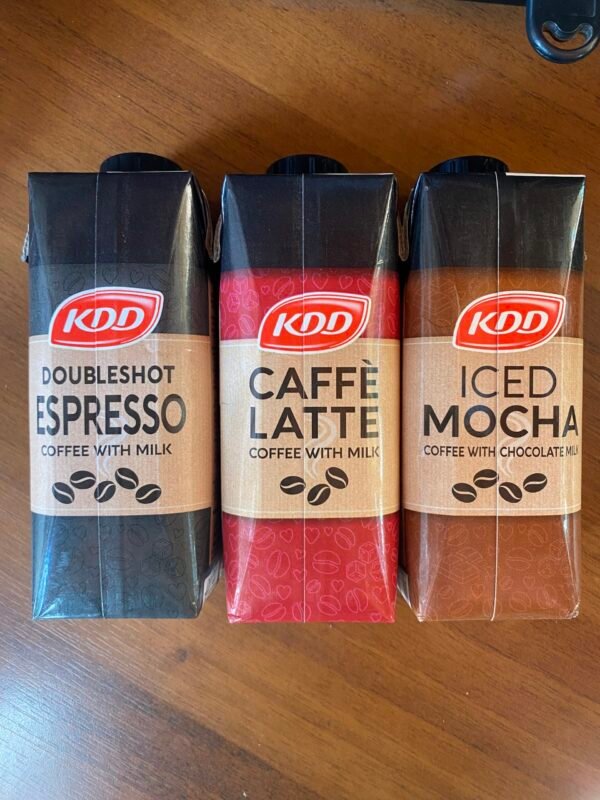 KDD
DOUBLESHOT
ESPRESSO
COFFEE WITH MILK
KDD
CAFFÈ
LATTE
COFFEE WITH MILK
KDD
ICED
MOCHA
COFFEE WITH CHOCOLATE MILK